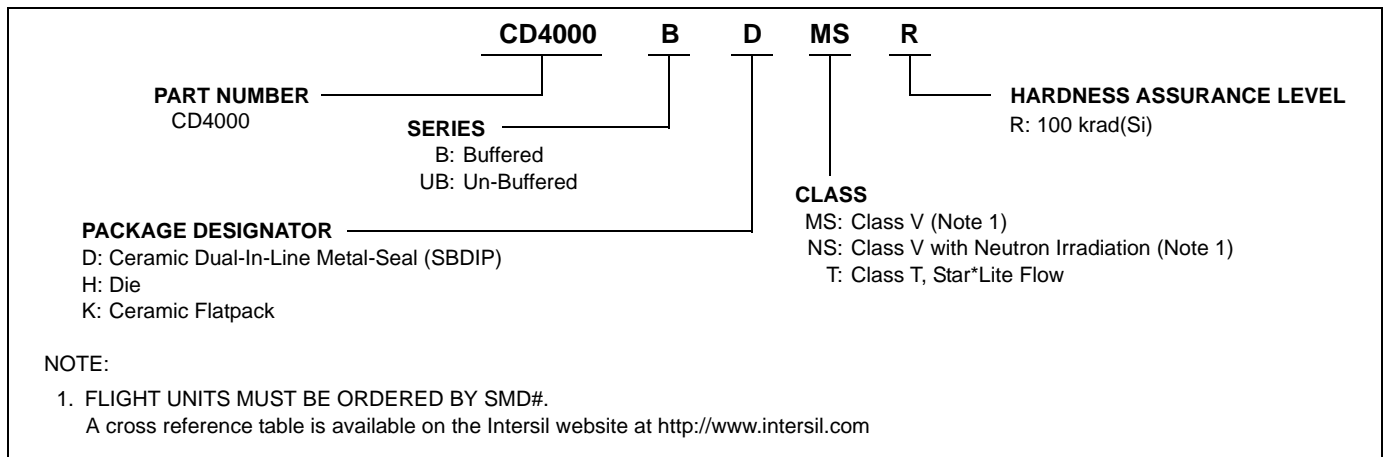 CD4000 B D MS R
PART NUMBER
CD4000
HARDNESS ASSURANCE LEVEL
R: 100 krad(Si)
SERIES
B: Buffered
UB: Un-Buffered
CLASS
MS: Class V (Note 1)
NS: Class V with Neutron Irradiation (Note 1)
T: Class T, Star*Lite Flow
PACKAGE DESIGNATOR
D: Ceramic Dual-In-Line Metal-Seal (SBDIP)
H: Die
K: Ceramic Flatpack
NOTE:
1. FLIGHT UNITS MUST BE ORDERED BY SMD#.
A cross reference table is available on the Intersil website at http://www.intersil.com